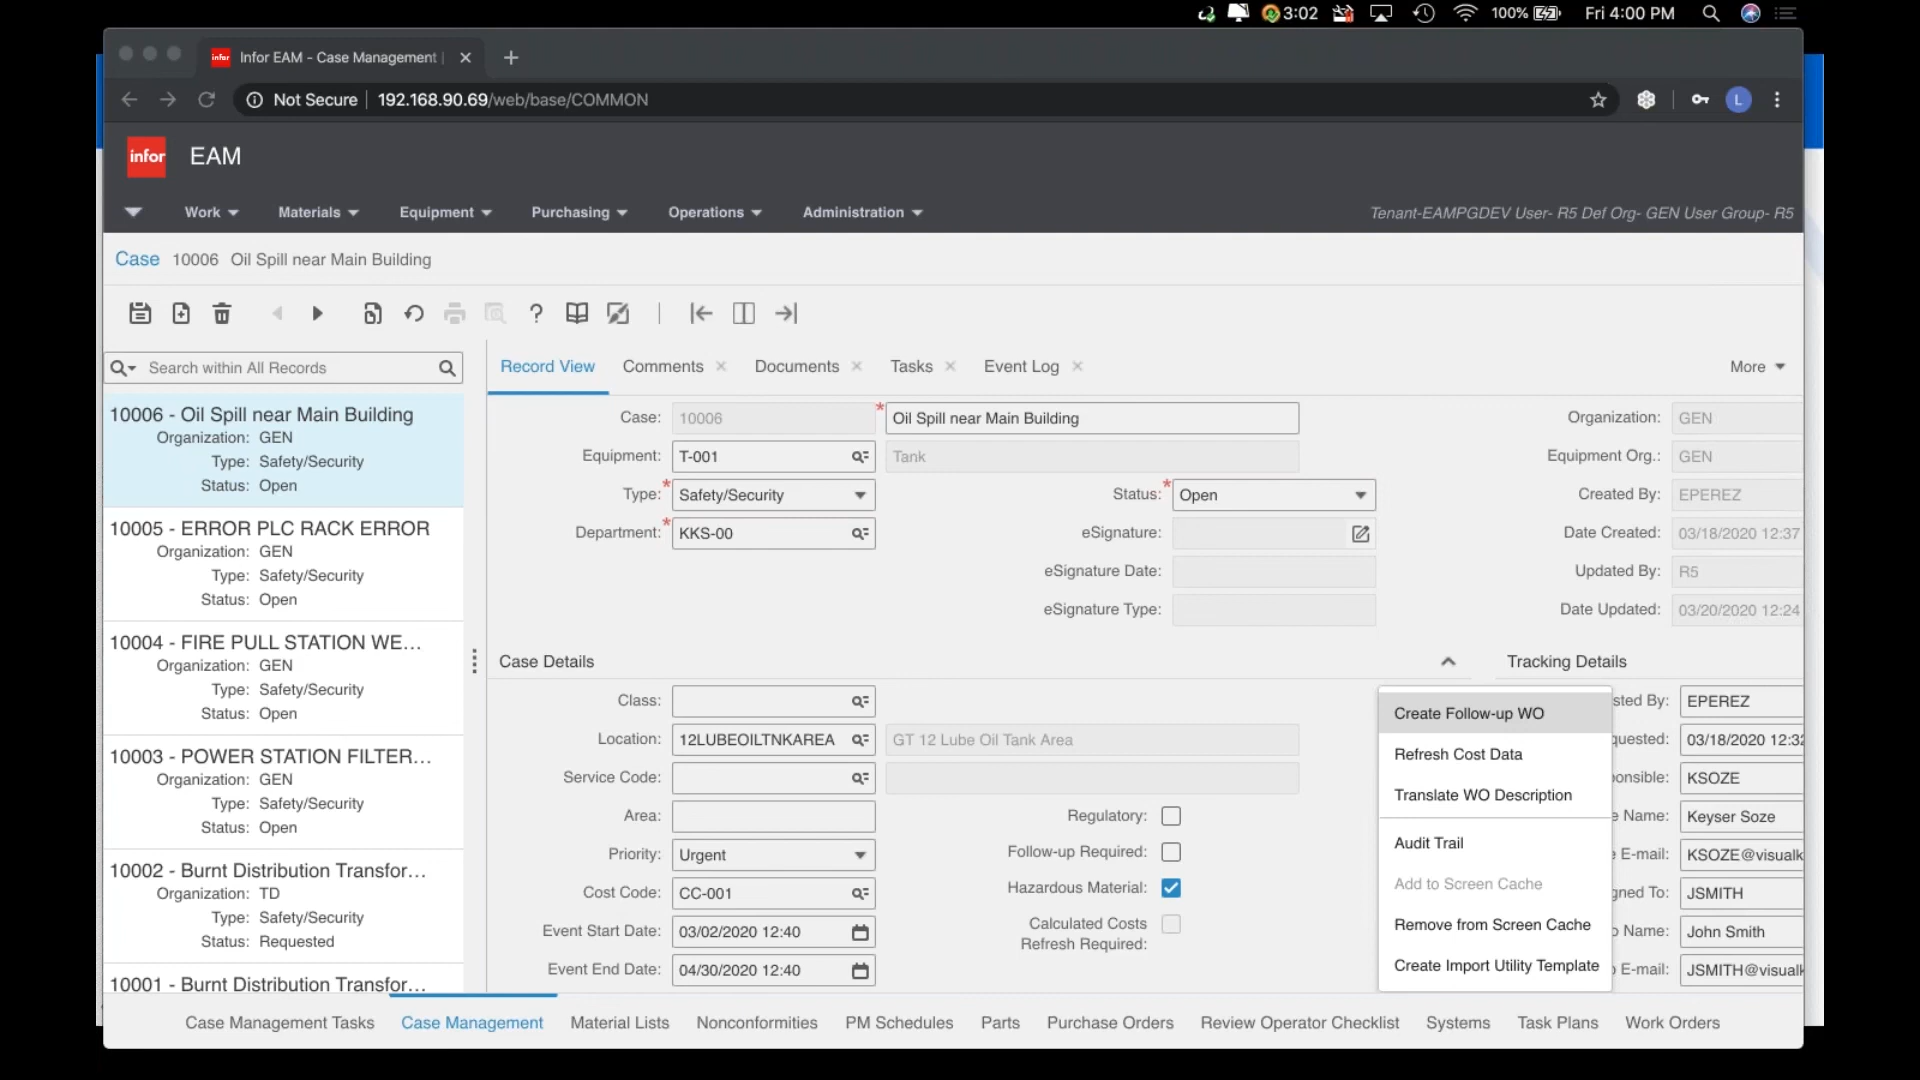 3:02 100% Fri 4:00 PM
Infor EAM - Case Management |
Not Secure 192.168.90.69/web/base/COMMON L
infor EAM
Work Materials Equipment Purchasing Operations Administration Tenant-EAMPGDEV User- R5 Def Org- GEN User Group- R5
Case 10006 Oil Spill near Main Building
Search within All Records
10006 - Oil Spill near Main Building
Organization: GEN
Type: Safety/Security
Status: Open
10005 - ERROR PLC RACK ERROR
Organization: GEN
Type: Safety/Security
Status: Open
10004 - FIRE PULL STATION WE...
Organization: GEN
Type: Safety/Security
Status: Open
10003 - POWER STATION FILTER...
Organization: GEN
Type: Safety/Security
Status: Open
10002 - Burnt Distribution Transfor...
Organization: TD
Type: Safety/Security
Status: Requested
10001 - Burnt Distribution Transfor...
Record View Comments Documents Tasks Event Log More
Case: 10006 * Oil Spill near Main Building Organization: GEN
Equipment: T-001 Tank Equipment Org.: GEN
Type: * Safety/Security Status: * Open Created By: EPEREZ
Department: * KKS-00 eSignature: Date Created: 03/18/2020 12:37
eSignature Date: Updated By: R5
eSignature Type: Date Updated: 03/20/2020 12:24
Case Details Tracking Details
Class:
Location: 12LUBEOILTNKAREA GT 12 Lube Oil Tank Area
Service Code:
Area: Regulatory:
Priority: Urgent Follow-up Required:
Cost Code: CC-001 Hazardous Material:
Event Start Date: 03/02/2020 12:40 Calculated Costs
Refresh Required:
Event End Date: 04/30/2020 12:40
Create Follow-up WO
Refresh Cost Data
Translate WO Description
Audit Trail
Add to Screen Cache
Remove from Screen Cache
Create Import Utility Template
sted By: EPEREZ
quested: 03/18/2020 12:32
onsible: KSOZE
e Name: Keyser Soze
e E-mail: KSOZE@visualk
gned To: JSMITH
o Name: John Smith
o E-mail: JSMITH@visualk
Case Management Tasks Case Management Material Lists Nonconformities PM Schedules Parts Purchase Orders Review Operator Checklist Systems Task Plans Work Orders